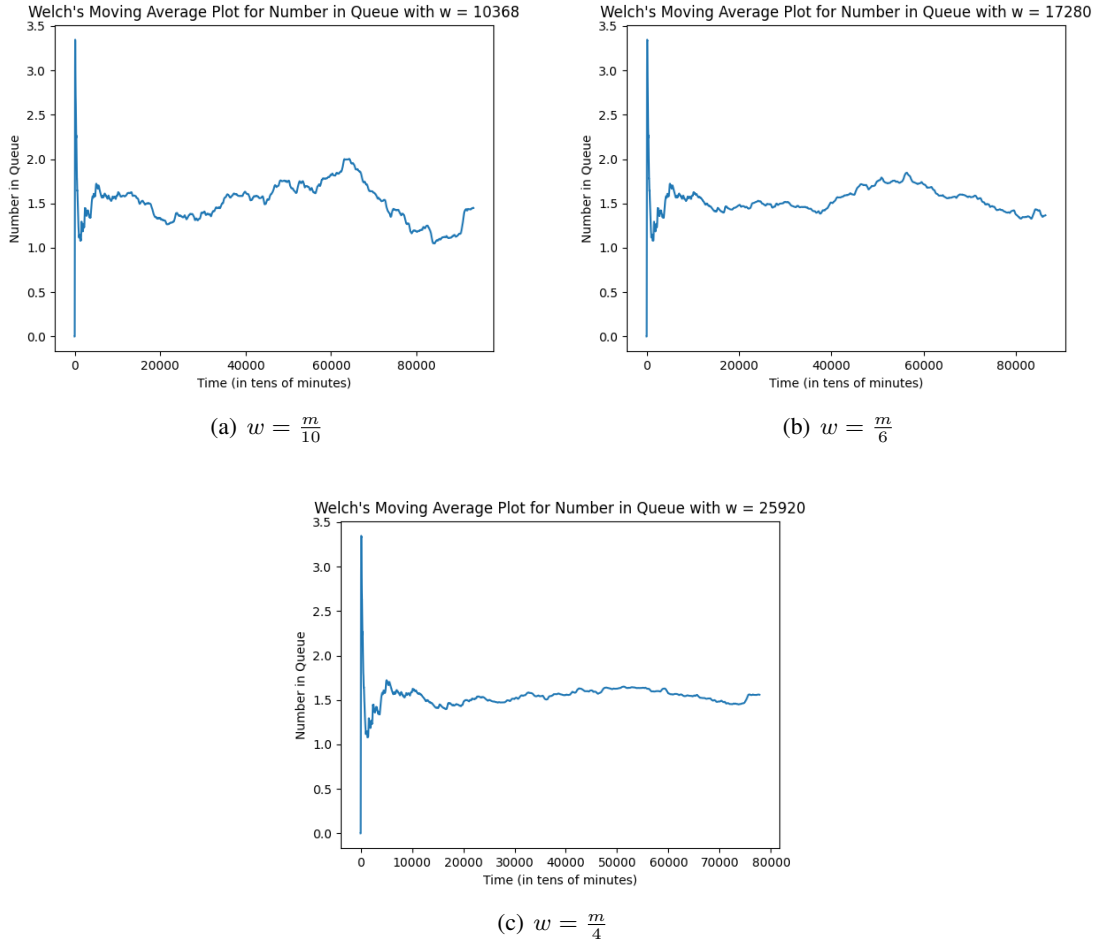 Welch's Moving Average Plot for Number in Queue with w = 10368
3.5
3.0
2.5
2.0
1.5
1.0
0.5
0.0
Number in Queue
0 20000 40000 60000 80000
Time (in tens of minutes)
(a) w = m/10
Welch's Moving Average Plot for Number in Queue with w = 17280
3.5
3.0
2.5
2.0
1.5
1.0
0.5
0.0
Number in Queue
0 20000 40000 60000 80000
Time (in tens of minutes)
(b) w = m/6
Welch's Moving Average Plot for Number in Queue with w = 25920
3.5
3.0
2.5
2.0
1.5
1.0
0.5
0.0
Number in Queue
0 10000 20000 30000 40000 50000 60000 70000 80000
Time (in tens of minutes)
(c) w = m/4